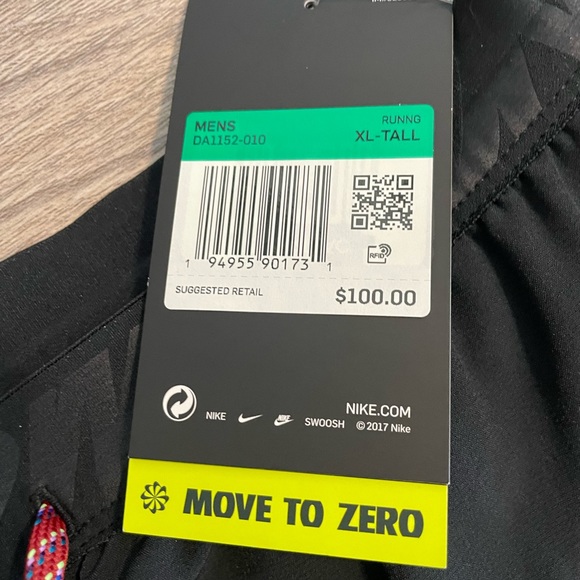 MENS RUNNG
DA1152-010 XL-TALL
RFID
1 94955 90173 1
SUGGESTED RETAIL $100.00
NIKE.COM
NIKE SWOOSH © 2017 Nike
MOVE TO ZERO